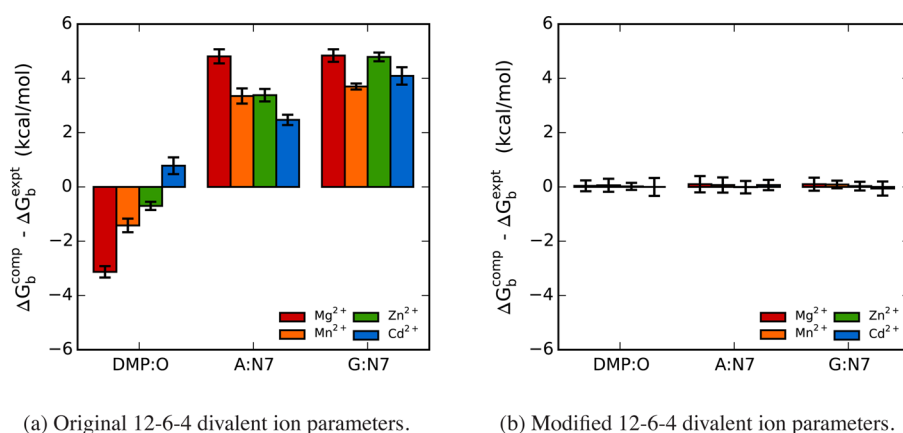 6
4
2
0
−2
−4
−6
ΔG_b^comp - ΔG_b^expt (kcal/mol)
Mg²⁺ Zn²⁺
Mn²⁺ Cd²⁺
DMP:O A:N7 G:N7
(a) Original 12-6-4 divalent ion parameters.
6
4
2
0
−2
−4
−6
ΔG_b^comp - ΔG_b^expt (kcal/mol)
Mg²⁺ Zn²⁺
Mn²⁺ Cd²⁺
DMP:O A:N7 G:N7
(b) Modified 12-6-4 divalent ion parameters.